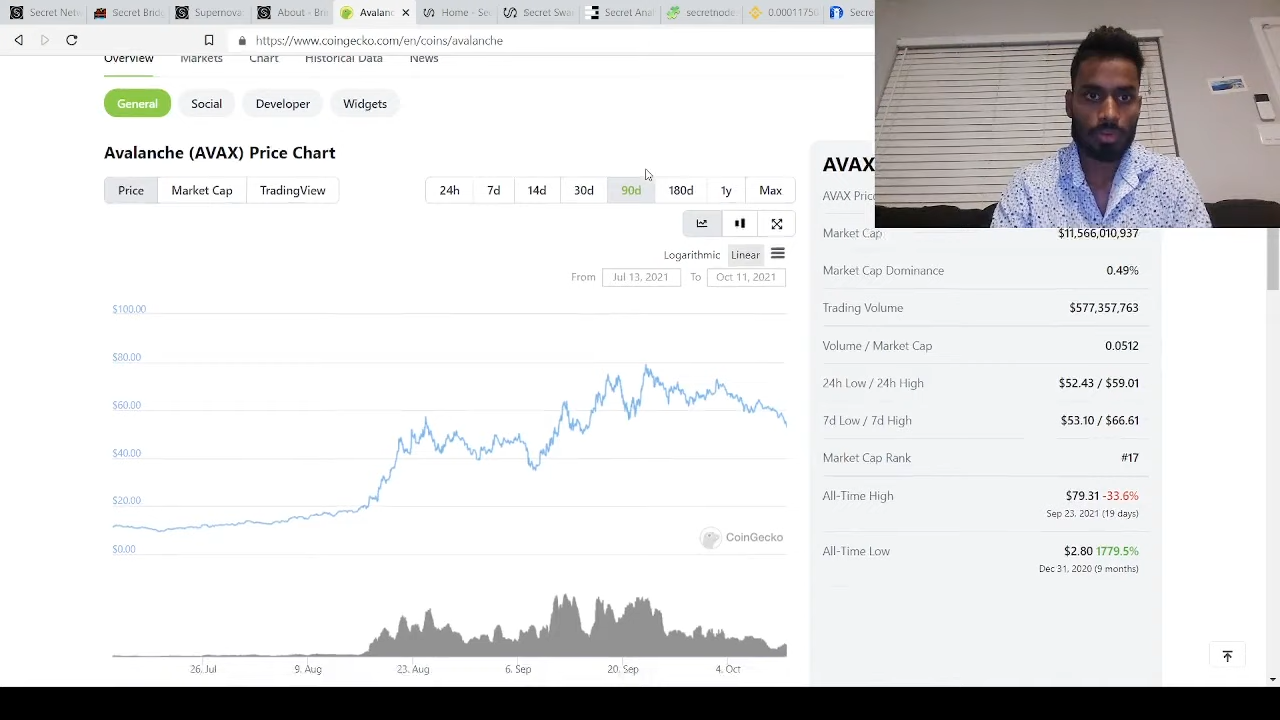 Secret Netw
Secret Bridg
Supernova
About - Bri
Avalanc
Home - Sec
Secret Swap
Secret Anal
secretnode
0.00011758
Secre
https://www.coingecko.com/en/coins/avalanche
Overview Markets Chart Historical Data News
General Social Developer Widgets
Avalanche (AVAX) Price Chart
Price Market Cap TradingView
24h 7d 14d 30d 90d 180d 1y Max
Logarithmic Linear
From Jul 13, 2021 To Oct 11, 2021
$100.00
$80.00
$60.00
$40.00
$20.00
$0.00
CoinGecko
26. Jul 9. Aug 23. Aug 6. Sep 20. Sep 4. Oct
AVAX
AVAX Pric
Market Cap $11,566,010,937
Market Cap Dominance 0.49%
Trading Volume $577,357,763
Volume / Market Cap 0.0512
24h Low / 24h High $52.43 / $59.01
7d Low / 7d High $53.10 / $66.61
Market Cap Rank #17
All-Time High $79.31 -33.6%
Sep 23, 2021 (19 days)
All-Time Low $2.80 1779.5%
Dec 31, 2020 (9 months)